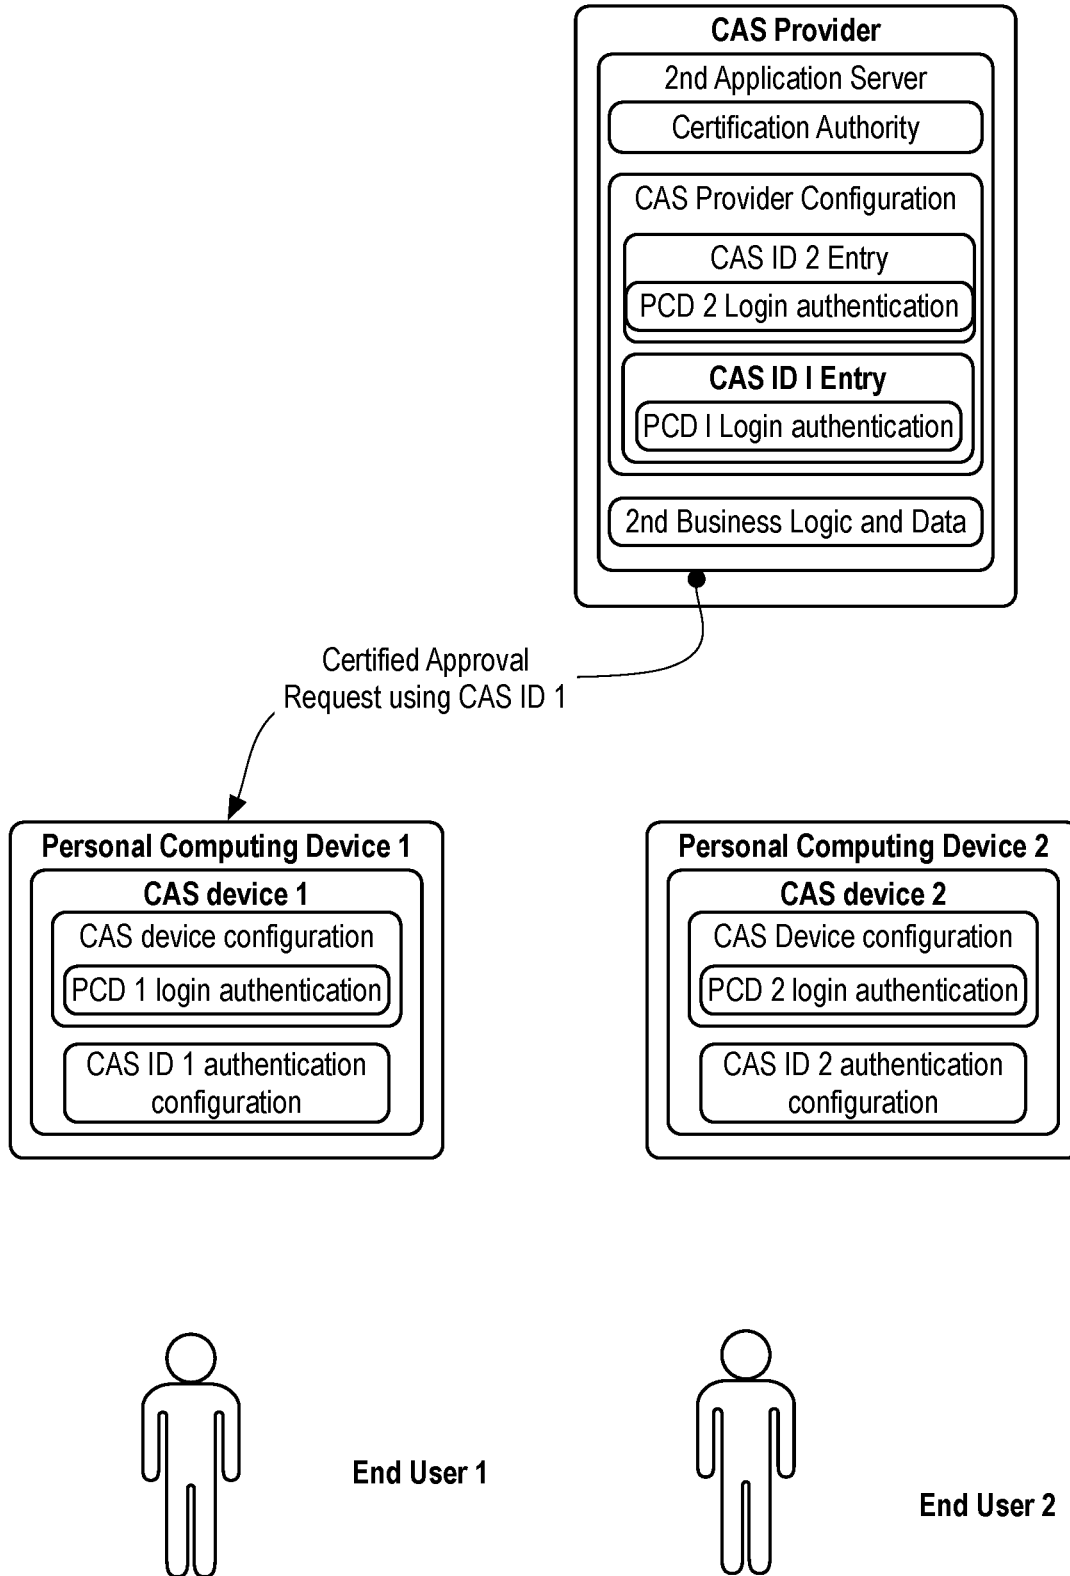 CAS Provider
2nd Application Server
Certification Authority
CAS Provider Configuration
CAS ID 2 Entry
PCD 2 Login authentication
CAS ID I Entry
PCD I Login authentication
2nd Business Logic and Data
Certified Approval
Request using CAS ID 1
Personal Computing Device 1
CAS device 1
CAS device configuration
PCD 1 login authentication
CAS ID 1 authentication
configuration
Personal Computing Device 2
CAS device 2
CAS Device configuration
PCD 2 login authentication
CAS ID 2 authentication
configuration
End User 1
End User 2